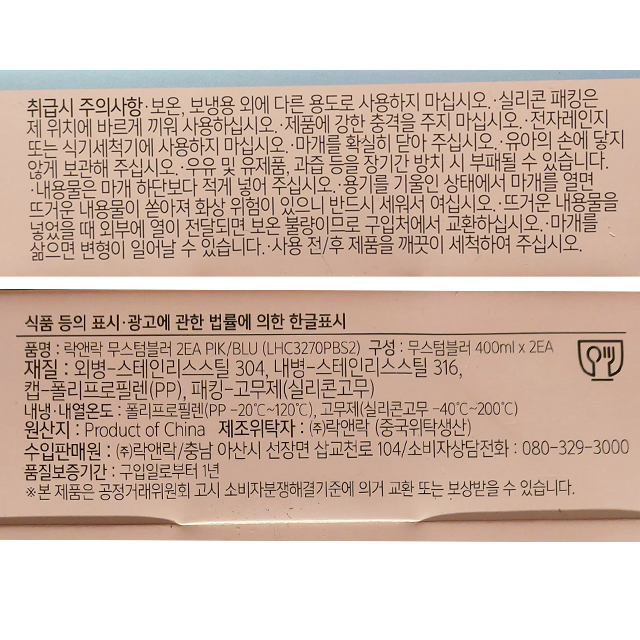 취급시 주의사항·보온, 보냉용 외에 다른 용도로 사용하지 마십시오.·실리콘 패킹은
제 위치에 바르게 끼워 사용하십시오.·제품에 강한 충격을 주지 마십시오.·전자레인지
또는 식기세척기에 사용하지 마십시오.·마개를 확실히 닫아 주십시오.·유아의 손에 닿지
않게 보관해 주십시오.·우유 및 유제품, 과즙 등을 장기간 방치 시 부패될 수 있습니다.
·내용물은 마개 하단보다 적게 넣어 주십시오.·용기를 기울인 상태에서 마개를 열면
뜨거운 내용물이 쏟아져 화상 위험이 있으니 반드시 세워서 여십시오.·뜨거운 내용물을
넣었을 때 외부에 열이 전달되면 보온 불량이므로 구입처에서 교환하십시오.·마개를
삶으면 변형이 일어날 수 있습니다.·사용 전/후 제품을 깨끗이 세척하여 주십시오.
식품 등의 표시·광고에 관한 법률에 의한 한글표시
품명 : 락앤락 무스텀블러 2EA PIK/BLU (LHC3270PBS2) 구성 : 무스텀블러 400ml x 2EA
재질 : 외병-스테인리스스틸 304, 내병-스테인리스스틸 316,
캡-폴리프로필렌(PP), 패킹-고무제(실리콘고무)
내냉·내열온도 : 폴리프로필렌(PP -20℃~120℃), 고무제(실리콘고무 -40℃~200℃)
원산지 : Product of China 제조위탁자 : ㈜락앤락 (중국위탁생산)
수입판매원 : ㈜락앤락/충남 아산시 선장면 삽교천로 104/소비자상담전화 : 080-329-3000
품질보증기간 : 구입일로부터 1년
※본 제품은 공정거래위원회 고시 소비자분쟁해결기준에 의거 교환 또는 보상받을 수 있습니다.